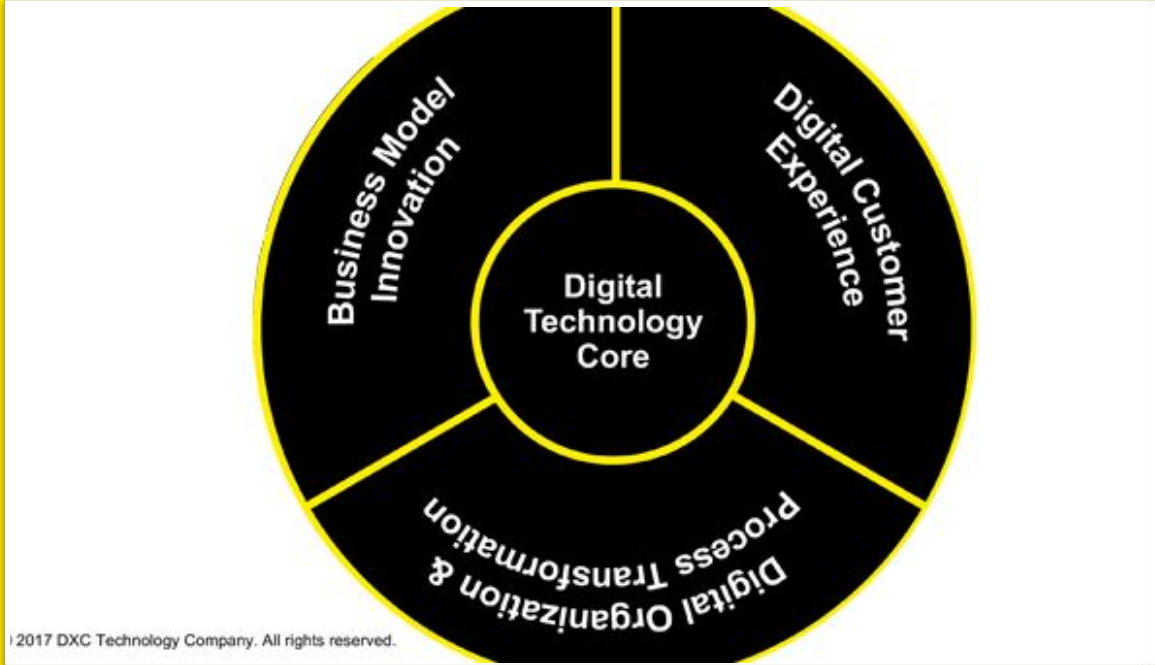 Business Model
Innovation
Digital Customer
Experience
Digital
Technology
Core
Digital Organization &
Process Transformation
2017 DXC Technology Company. All rights reserved.